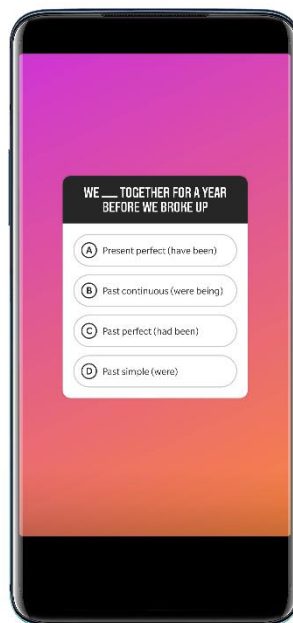 WE ___ TOGETHER FOR A YEAR
BEFORE WE BROKE UP
A Present perfect (have been)
B Past continuous (were being)
C Past perfect (had been)
D Past simple (were)